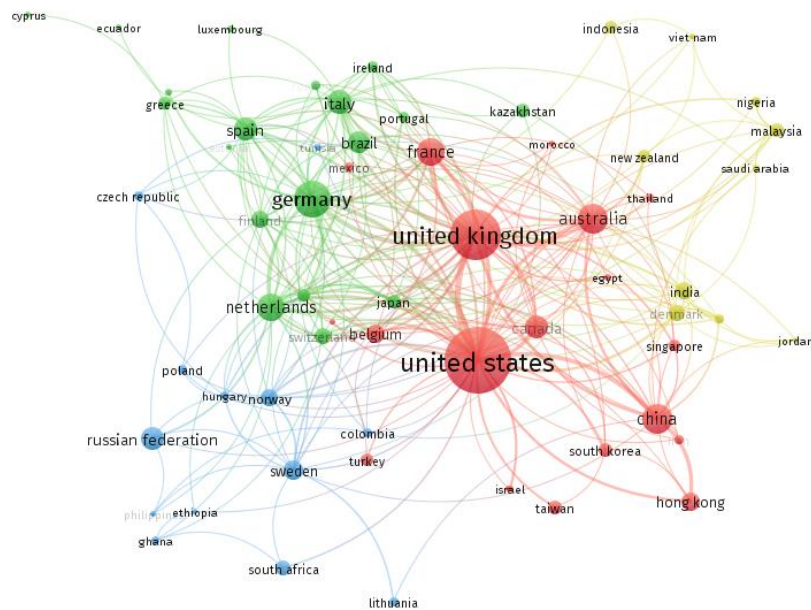 cyprus
ecuador
luxembourg
indonesia
viet nam
ireland
greece
italy
kazakhstan
nigeria
portugal
spain
brazil
malaysia
tunisia
france
morocco
new zealand
saudi arabia
mexico
czech republic
germany
thailand
finland
united kingdom
australia
egypt
india
netherlands
japan
denmark
canada
switzerland
belgium
singapore
jordan
united states
poland
hungary
norway
china
russian federation
colombia
south korea
turkey
sweden
israel
hong kong
taiwan
philippines
ethiopia
ghana
south africa
lithuania